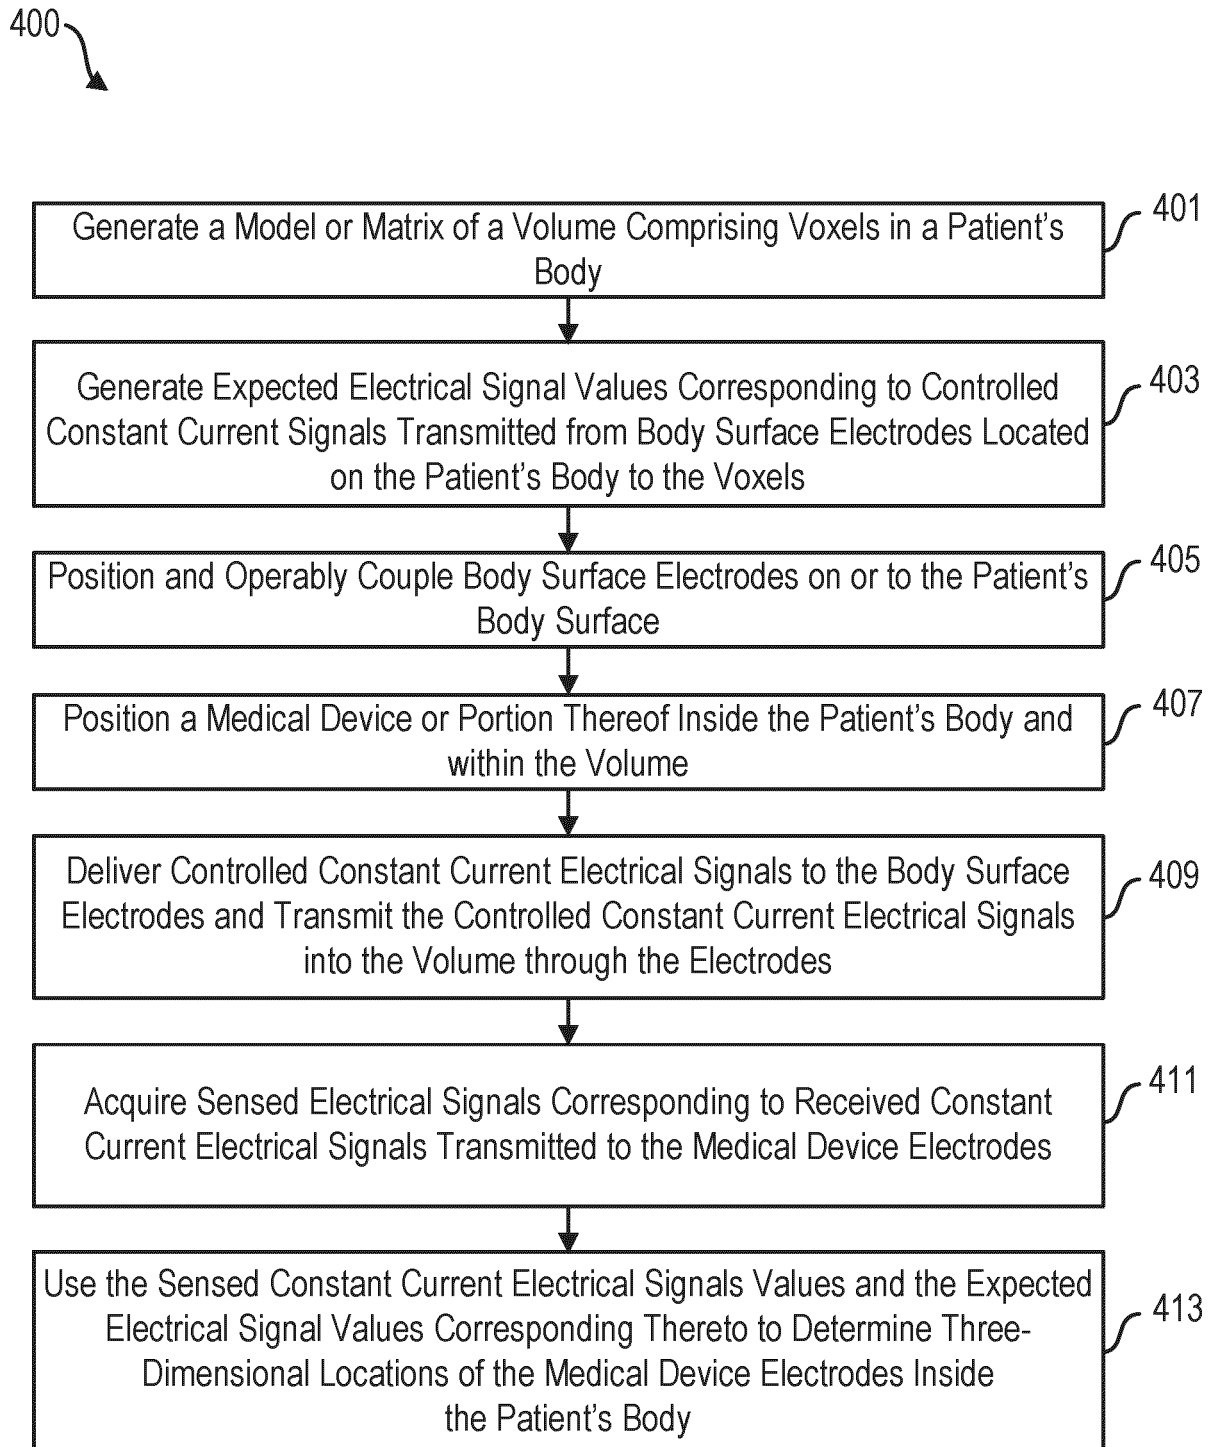 400
Generate a Model or Matrix of a Volume Comprising Voxels in a Patient's
Body
401
Generate Expected Electrical Signal Values Corresponding to Controlled
Constant Current Signals Transmitted from Body Surface Electrodes Located
on the Patient's Body to the Voxels
403
Position and Operably Couple Body Surface Electrodes on or to the Patient's
Body Surface
405
Position a Medical Device or Portion Thereof Inside the Patient's Body and
within the Volume
407
Deliver Controlled Constant Current Electrical Signals to the Body Surface
Electrodes and Transmit the Controlled Constant Current Electrical Signals
into the Volume through the Electrodes
409
Acquire Sensed Electrical Signals Corresponding to Received Constant
Current Electrical Signals Transmitted to the Medical Device Electrodes
411
Use the Sensed Constant Current Electrical Signals Values and the Expected
Electrical Signal Values Corresponding Thereto to Determine Three-
Dimensional Locations of the Medical Device Electrodes Inside
the Patient's Body
413